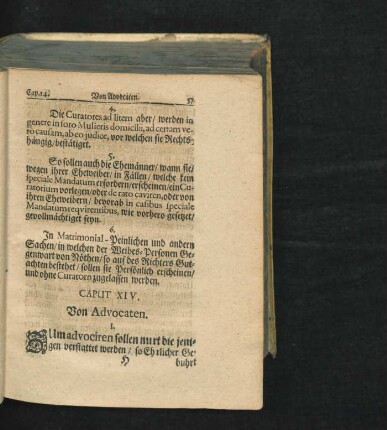 Cap. 14. Von Advocaten. 57
4.
Die Curatores ad litem aber / werden in
genere in foro Mulieris domicilii, ad certam ve-
ro causam, ab eo judice, vor welchen sie Rechts-
hängig / bestätiget.
5.
So sollen auch die Ehemänner / wann sie /
wegen ihrer Eheweiber / in Fällen / welche kein
speciale Mandatum erfordern / erscheinen / ein Cu-
ratorium vorlegen / oder de rato caviren, oder von
ihren Eheweibern / bevorab in casibus speciale
Mandatum requirentibus, wie vorhero gesetzet /
gevollmächtiget seyn.
6.
In Matrimonial-Peinlichen und andern
Sachen / in welchen der Weibes-Personen Ge-
genwart von Nöthen / so auf des Richters Gut-
achten bestehet / sollen sie Persönlich erscheinen /
und ohne Curatorn zugelassen werden.
CAPUT XIV.
Von Advocaten.
1.
ZUm advociren sollen nur die jeni-
gen verstattet werden / so Ehrlicher Ge-
H buhrt